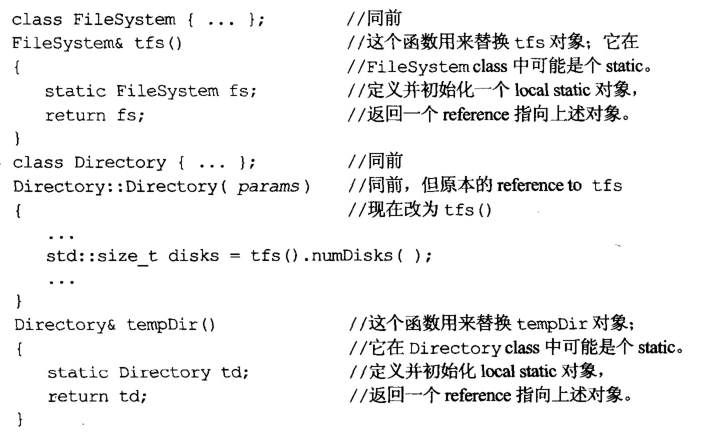 class FileSystem { ... }; //同前
FileSystem& tfs() //这个函数用来替换 tfs 对象；它在
{ //FileSystem class 中可能是个 static。
static FileSystem fs; //定义并初始化一个 local static 对象，
return fs; //返回一个 reference 指向上述对象。
}
class Directory { ... }; //同前
Directory::Directory( params) //同前，但原本的 reference to tfs
{ //现在改为 tfs()
...
std::size_t disks = tfs().numDisks( );
...
}
Directory& tempDir() //这个函数用来替换 tempDir 对象；
{ //它在 Directory class 中可能是个 static。
static Directory td; //定义并初始化 local static 对象，
return td; //返回一个 reference 指向上述对象。
}